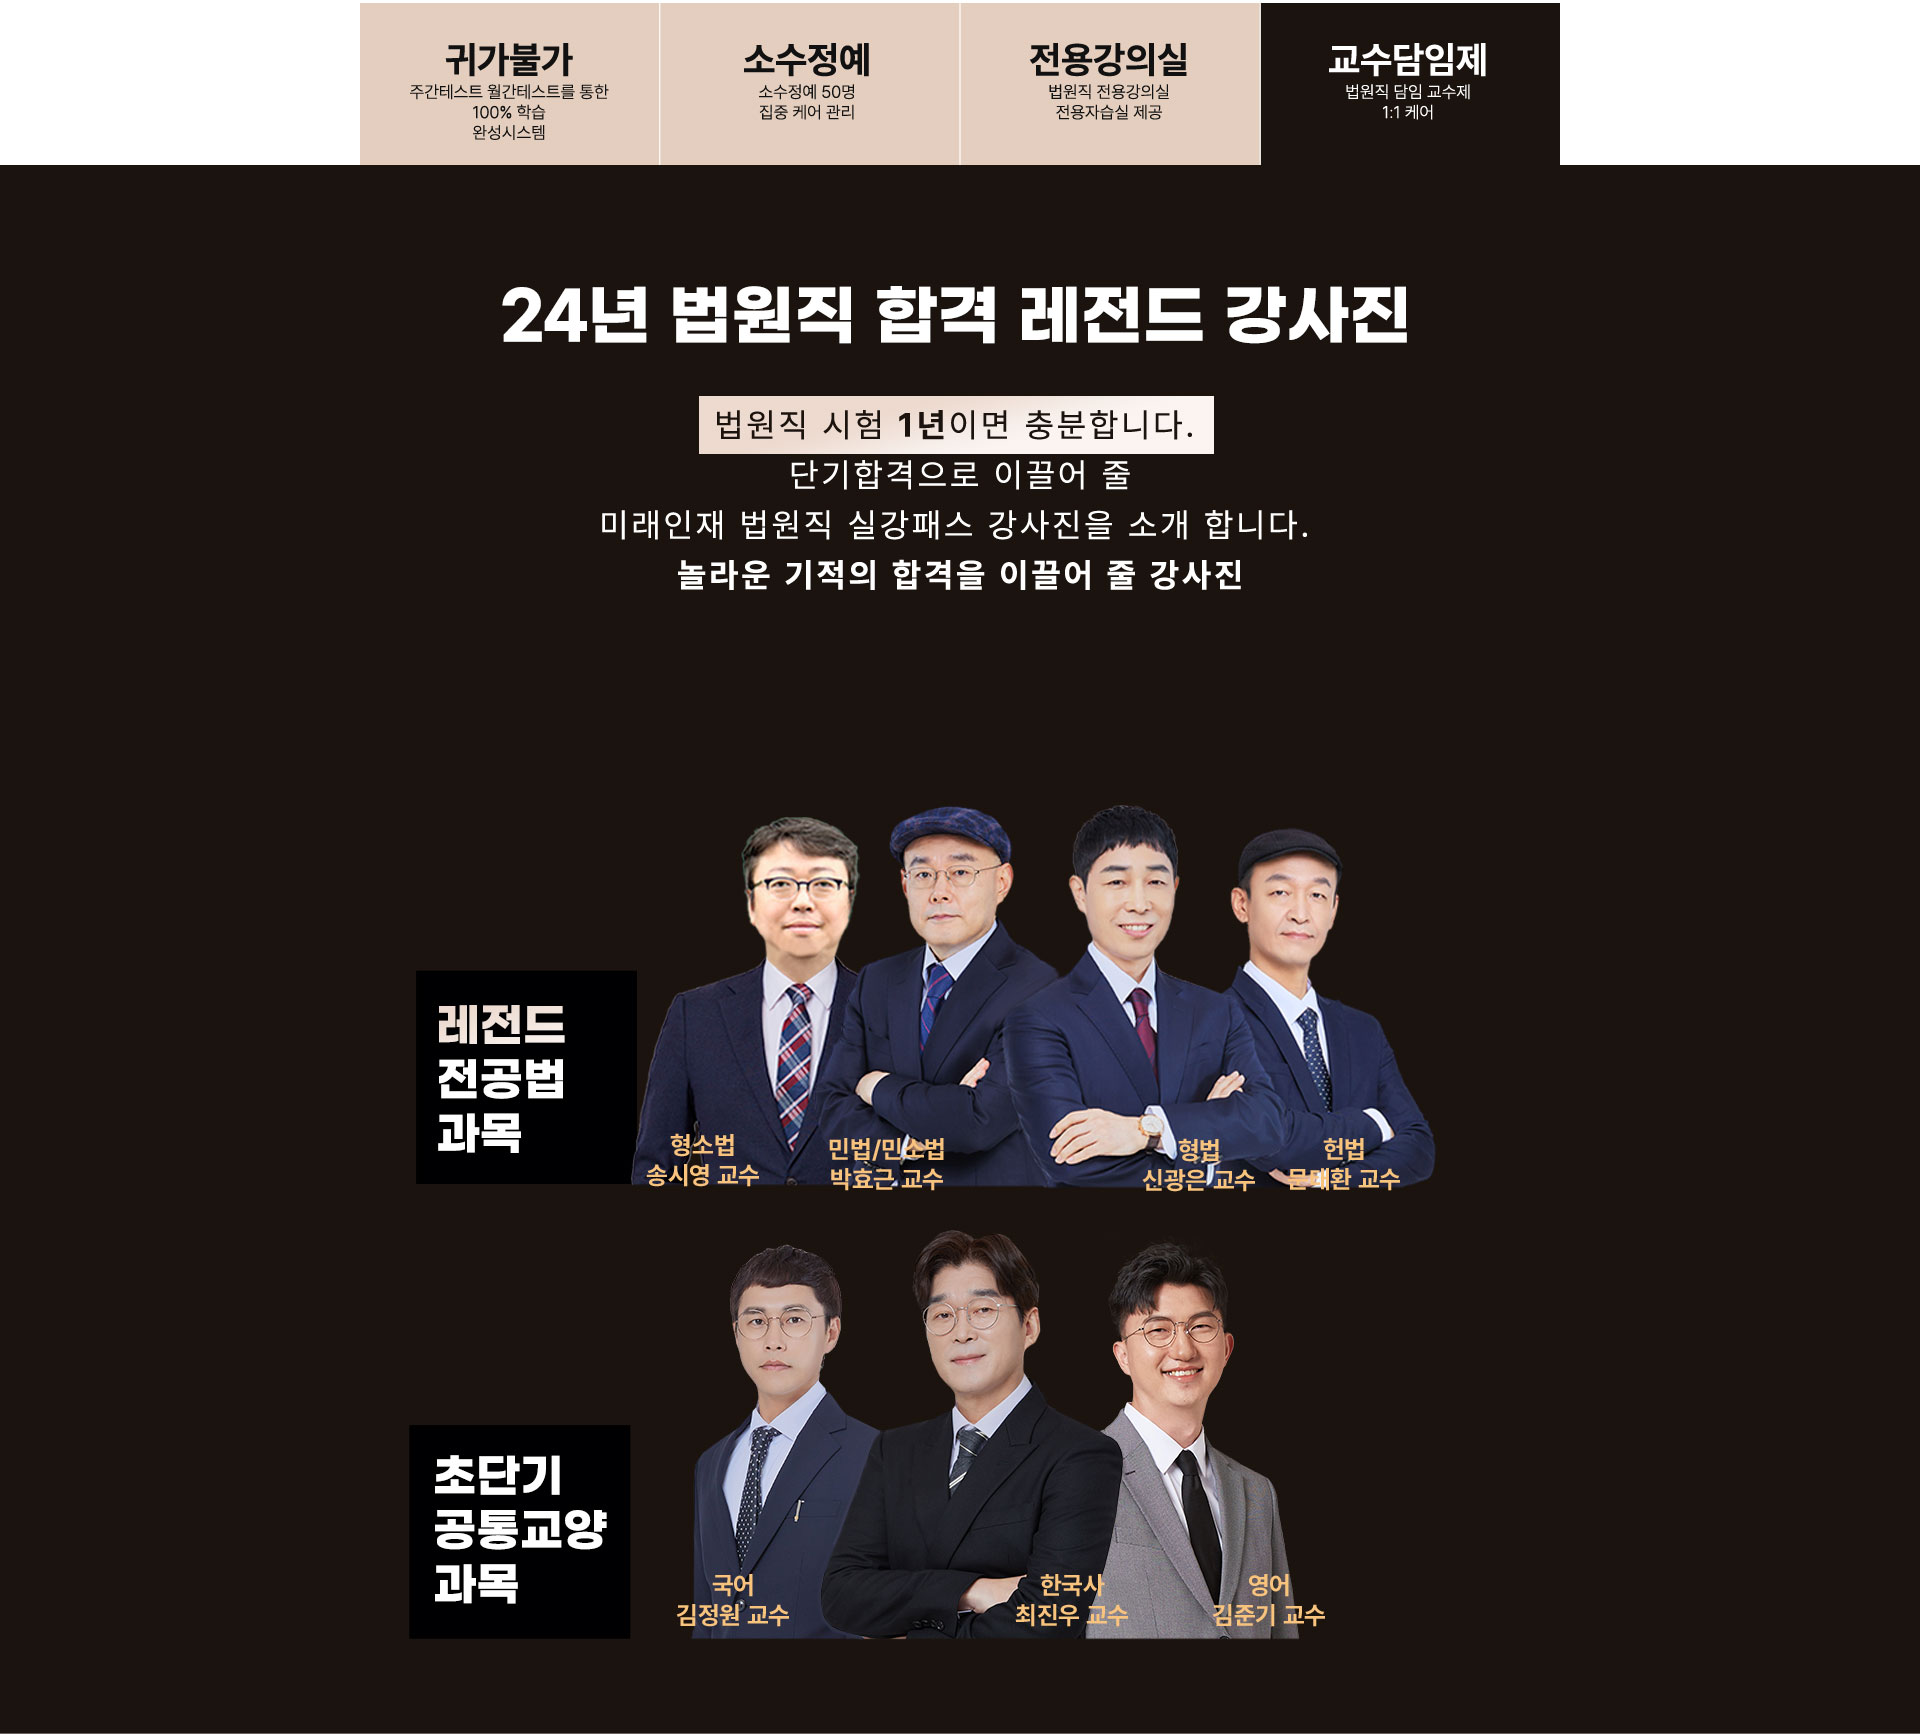 귀가불가
주간테스트 월간테스트를 통한
100% 학습
완성시스템
소수정예
소수정예 50명
집중 케어 관리
전용강의실
법원직 전용강의실
전용자습실 제공
교수담임제
법원직 담임 교수제
1:1 케어
24년 법원직 합격 레전드 강사진
법원직 시험 1년이면 충분합니다.
단기합격으로 이끌어 줄
미래인재 법원직 실강패스 강사진을 소개 합니다.
놀라운 기적의 합격을 이끌어 줄 강사진
레전드
전공법
과목
형소법
송시영 교수
민법/민소법
박효근 교수
형법
신광은 교수
헌법
문태환 교수
초단기
공통교양
과목
국어
김정원 교수
한국사
최진우 교수
영어
김준기 교수